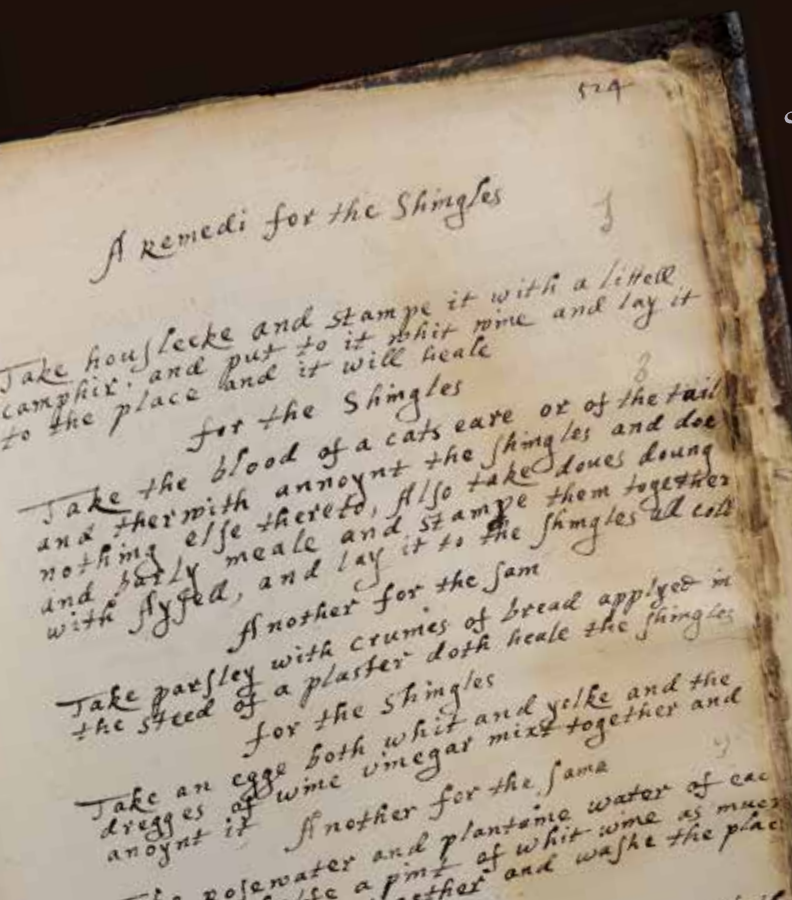 524
A remedi for the Shingles
Take houslecke and stampe it with a littell
camphir. and put to it whit wine and lay it
to the place and it will heale
for the Shingles
Take the blood of a cats eare or of the tail
and therwith annoynt the shingles and doe
nothing else thereto, Also take doues doung
and barly meale and stampe them together
with Aysell, and lay it to the shingles all cold
Another for the sam
Take parsley with crumes of bread applyed in
the steed of a plaster doth heale the shingles
for the Shingles
Take an egge both whit and yelke and the
dregges of wine vinegar mixt together and
anoynt it
Another for the same
rosewater and plantaine water of eac
a pint of whit wine as much
and washe the plac